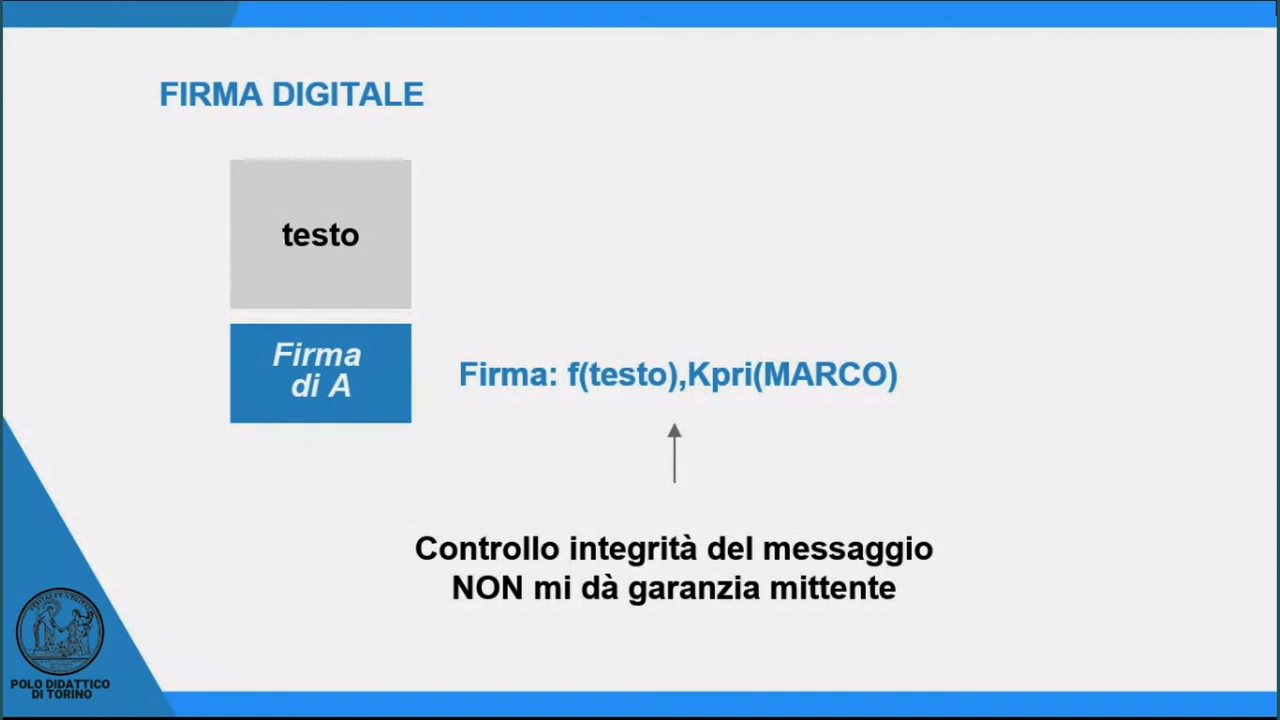 FIRMA DIGITALE
testo
Firma
di A
Firma: f(testo),Kpri(MARCO)
Controllo integrità del messaggio
NON mi dà garanzia mittente
POLO DIDATTICO
DI TORINO